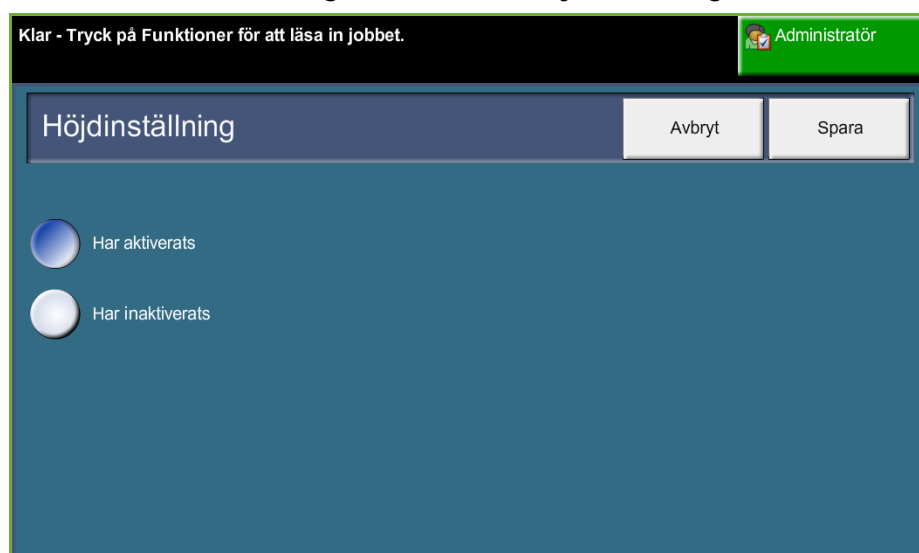 Klar - Tryck på Funktioner för att läsa in jobbet.
Administratör
Höjdinställning
Avbryt
Spara
Har aktiverats
Har inaktiverats